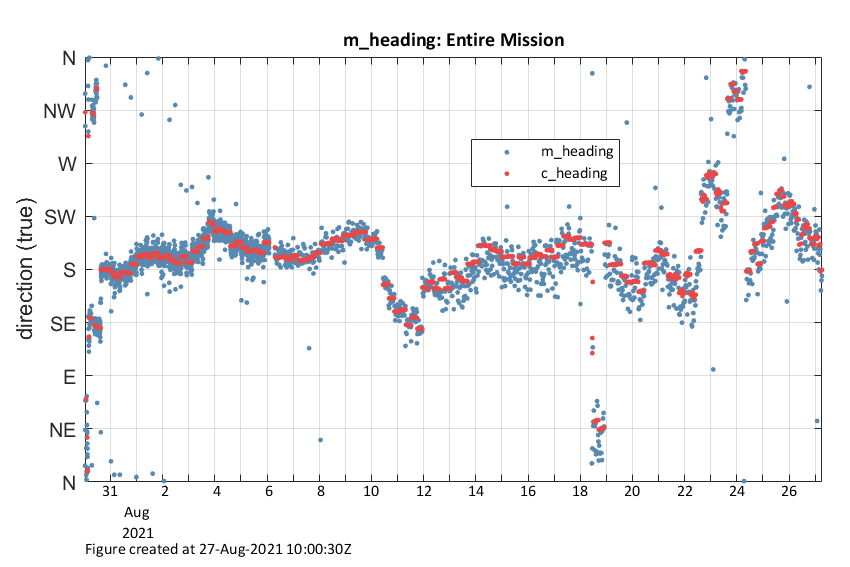 m_heading: Entire Mission
direction (true)
N
NW
W
SW
S
SE
E
NE
N
m_heading
c_heading
31 2 4 6 8 10 12 14 16 18 20 22 24 26
Aug
2021
Figure created at 27-Aug-2021 10:00:30Z